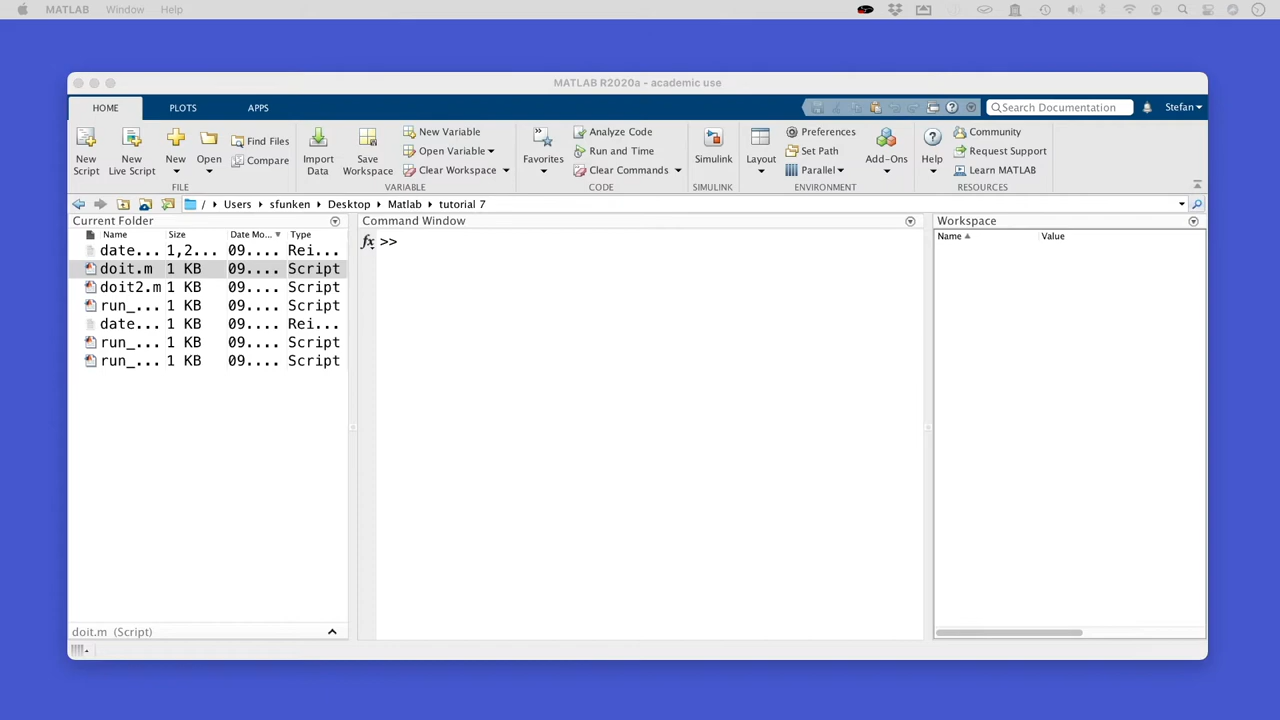 MATLAB Window Help
MATLAB R2020a - academic use
HOME PLOTS APPS
Search Documentation Stefan
New Script
New Live Script
New
Open
Find Files
Compare
FILE
Import Data
Save Workspace
New Variable
Open Variable
Clear Workspace
VARIABLE
Favorites
Analyze Code
Run and Time
Clear Commands
CODE
Simulink
SIMULINK
Layout
Preferences
Set Path
Parallel
Add-Ons
ENVIRONMENT
Help
Community
Request Support
Learn MATLAB
RESOURCES
/ Users sfunken Desktop Matlab tutorial 7
Current Folder
Name Size Date Mo... Type
date... 1,2... 09.... Rei...
doit.m 1 KB 09.... Script
doit2.m 1 KB 09.... Script
run_... 1 KB 09.... Script
date... 1 KB 09.... Rei...
run_... 1 KB 09.... Script
run_... 1 KB 09.... Script
doit.m (Script)
Command Window
fx >>
Workspace
Name Value